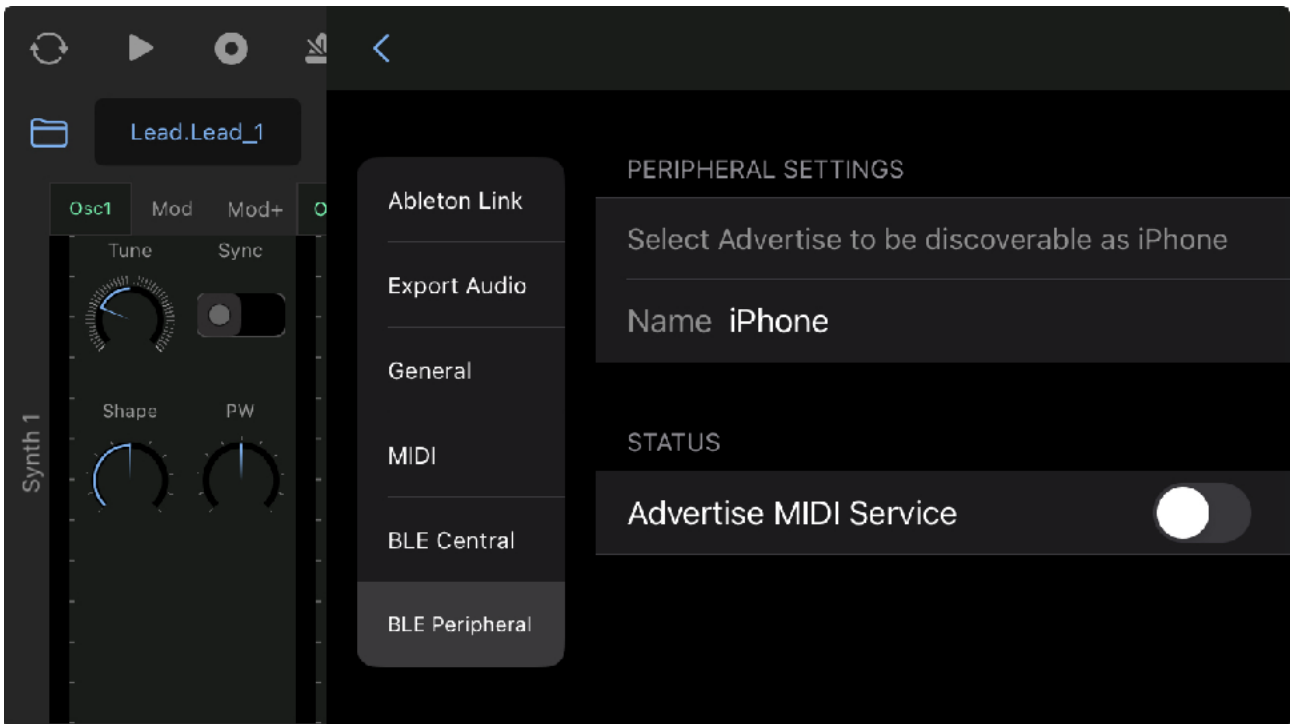 Lead.Lead_1
Osc1 Mod Mod+
Tune Sync
Shape PW
Synth 1
Ableton Link
Export Audio
General
MIDI
BLE Central
BLE Peripheral
PERIPHERAL SETTINGS
Select Advertise to be discoverable as iPhone
Name iPhone
STATUS
Advertise MIDI Service